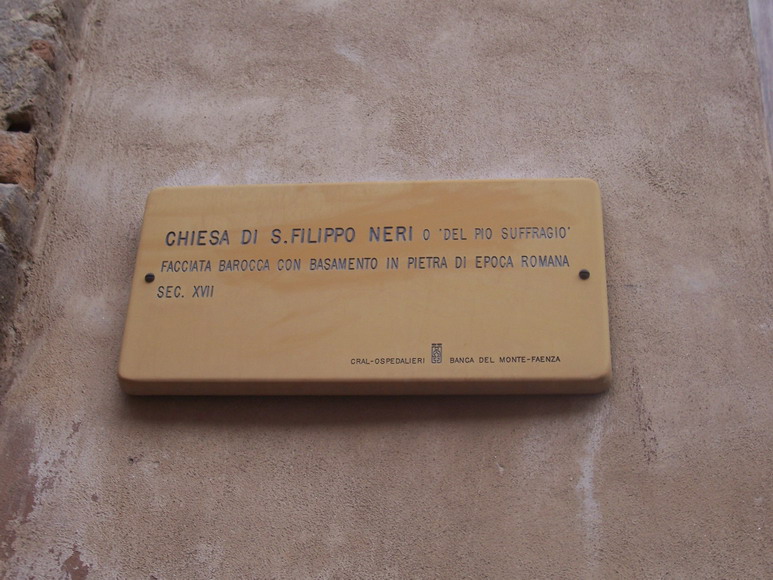 CHIESA DI S. FILIPPO NERI O 'DEL PIO SUFFRAGIO'
FACCIATA BAROCCA CON BASAMENTO IN PIETRA DI EPOCA ROMANA
SEC. XVII
CRAL-OSPEDALIERI BANCA DEL MONTE-FAENZA